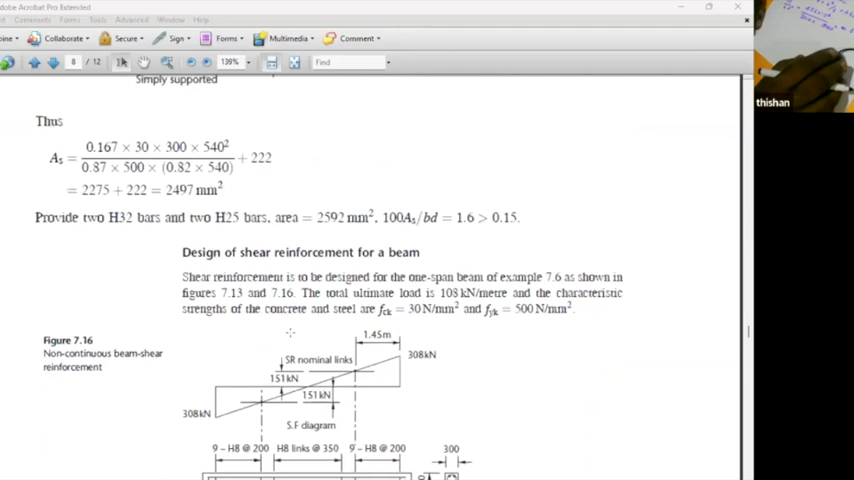 dobe Acrobat Pro Extended
Comments Forms Tools Advanced Window Help
ine Collaborate Secure Sign Forms Multimedia Comment
8 / 12 139% Find
Simply supported
thishan
Thus
As = 0.167 × 30 × 300 × 540² / 0.87 × 500 × (0.82 × 540) + 222
= 2275 + 222 = 2497 mm²
Provide two H32 bars and two H25 bars, area = 2592 mm², 100As/bd = 1.6 > 0.15.
Design of shear reinforcement for a beam
Shear reinforcement is to be designed for the one-span beam of example 7.6 as shown in
figures 7.13 and 7.16. The total ultimate load is 108 kN/metre and the characteristic
strengths of the concrete and steel are fck = 30 N/mm² and fyk = 500 N/mm².
Figure 7.16
Non-continuous beam-shear
reinforcement
1.45m
SR nominal links
308kN
151kN
151kN
308kN
S.F diagram
9 – H8 @ 200 H8 links @ 350 9 – H8 @ 200 300